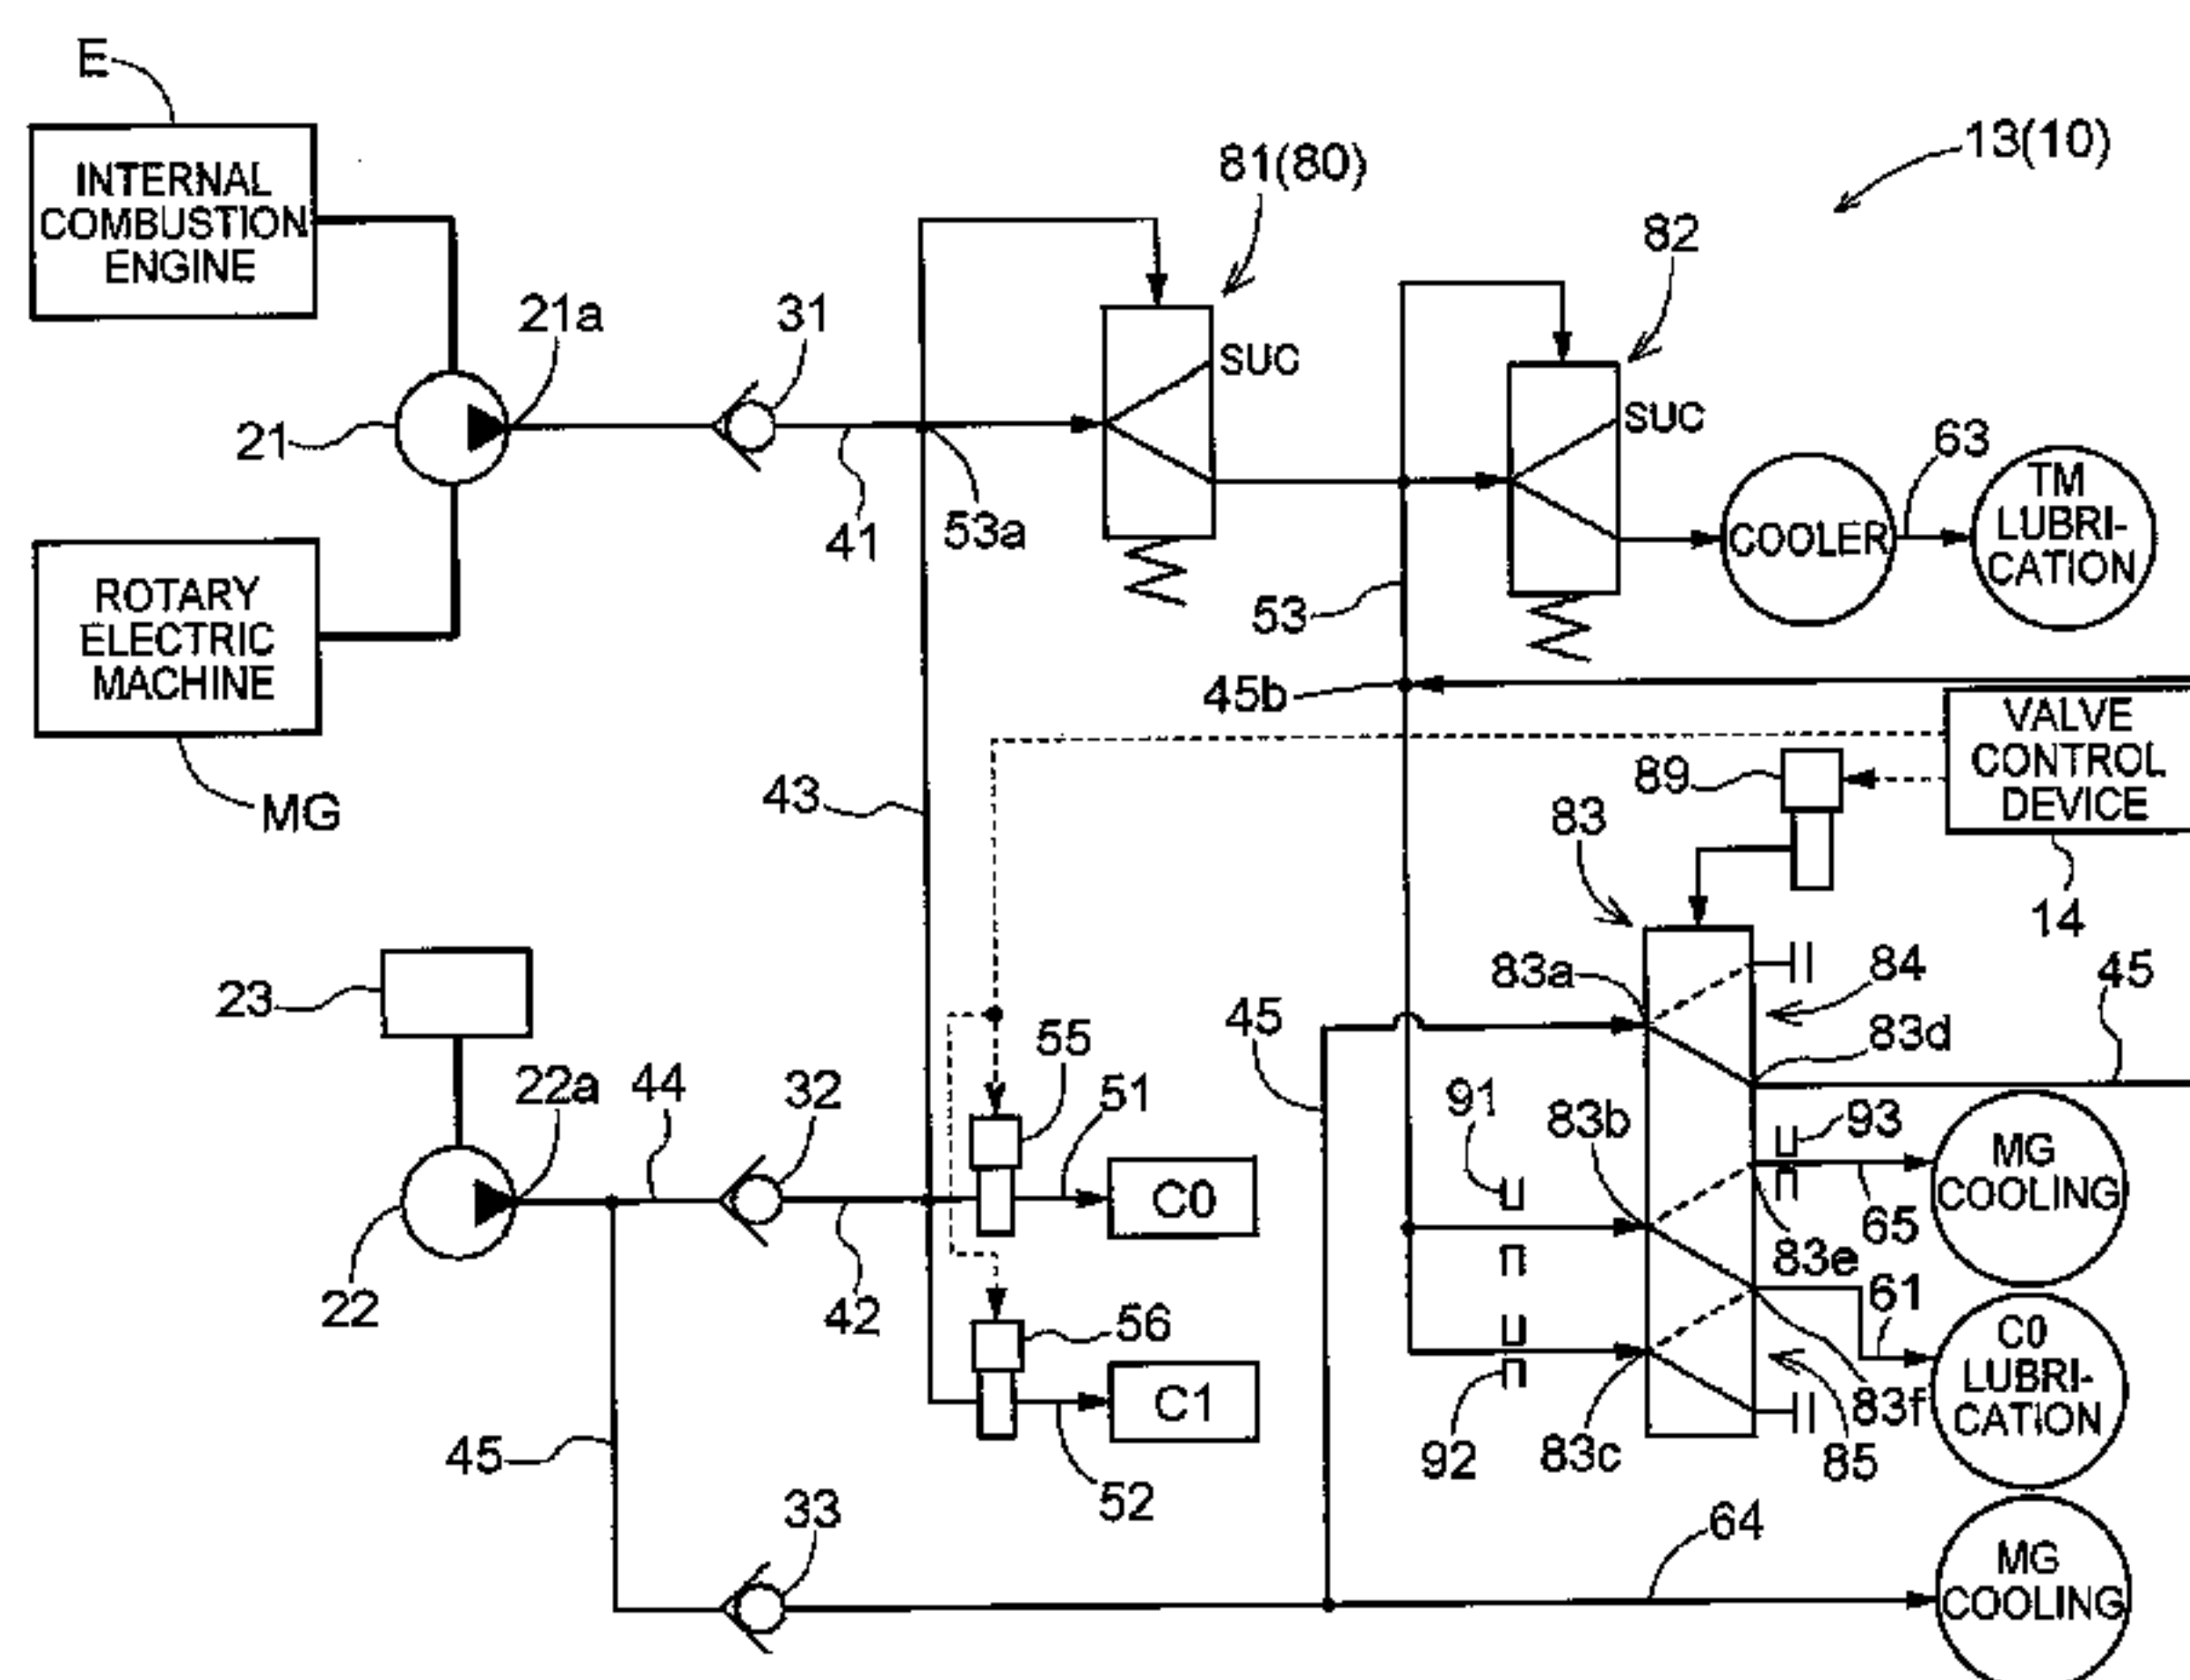 E
INTERNAL
COMBUSTION
ENGINE
21a
31
81(80)
13(10)
82
SUC
SUC
63
21
41
53a
COOLER
TM
LUBRI-
CATION
ROTARY
ELECTRIC
MACHINE
53
45b
MG
43
89
VALVE
CONTROL
DEVICE
83
14
23
83a
84
45
22a
44
32
55
51
45
83d
91
83b
93
MG
COOLING
C0
22
42
65
83e
61
56
C0
LUBRI-
CATION
C1
92
83c
83f
85
45
52
33
64
MG
COOLING